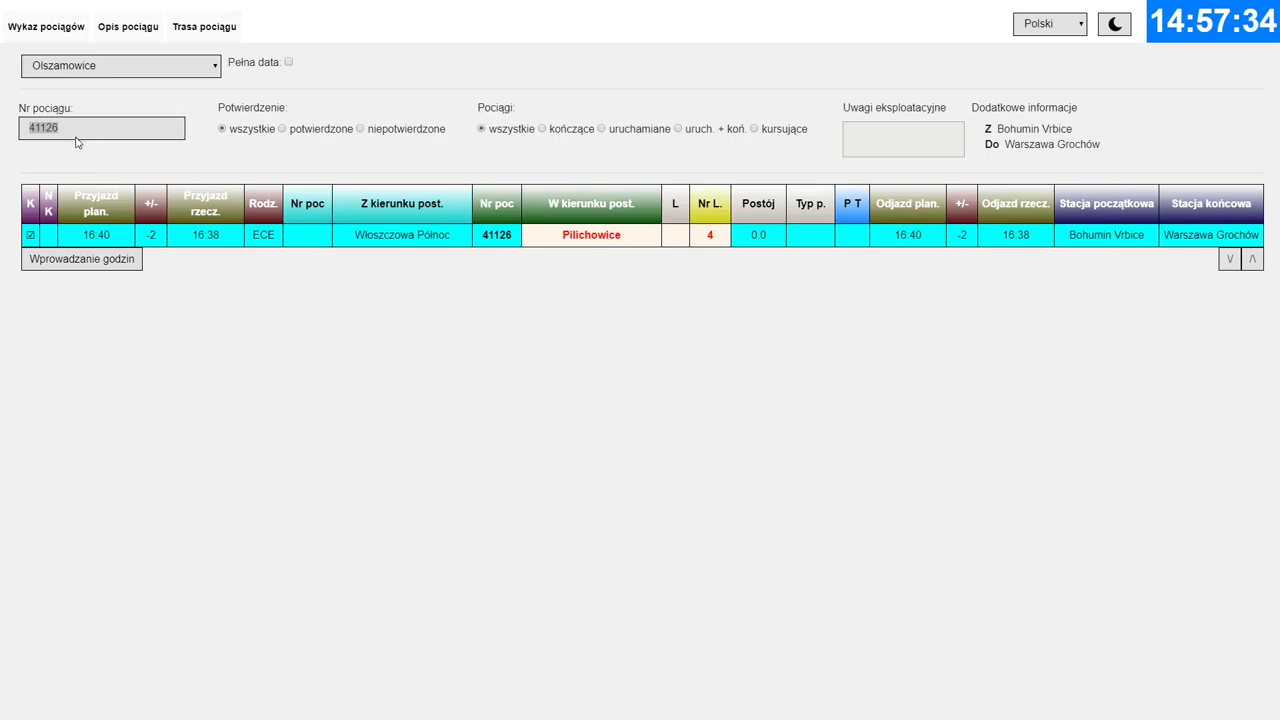 Wykaz pociągów Opis pociągu Trasa pociągu Polski 14:57:34
Olszamowice Pełna data:
Nr pociągu: Potwierdzenie: Pociągi: Uwagi eksploatacyjne Dodatkowe informacje
41126 wszystkie potwierdzone niepotwierdzone wszystkie kończące uruchamiane uruch. + koń. kursujące Z Bohumin Vrbice
Do Warszawa Grochów
K N K Przyjazd plan. +/- Przyjazd rzecz. Rodz. Nr poc Z kierunku post. Nr poc W kierunku post. L Nr L. Postój Typ p. P T Odjazd plan. +/- Odjazd rzecz. Stacja początkowa Stacja końcowa
16:40 -2 16:38 ECE Włoszczowa Północ 41126 Pilichowice 4 0.0 16:40 -2 16:38 Bohumin Vrbice Warszawa Grochów
Wprowadzanie godzin \/ /\